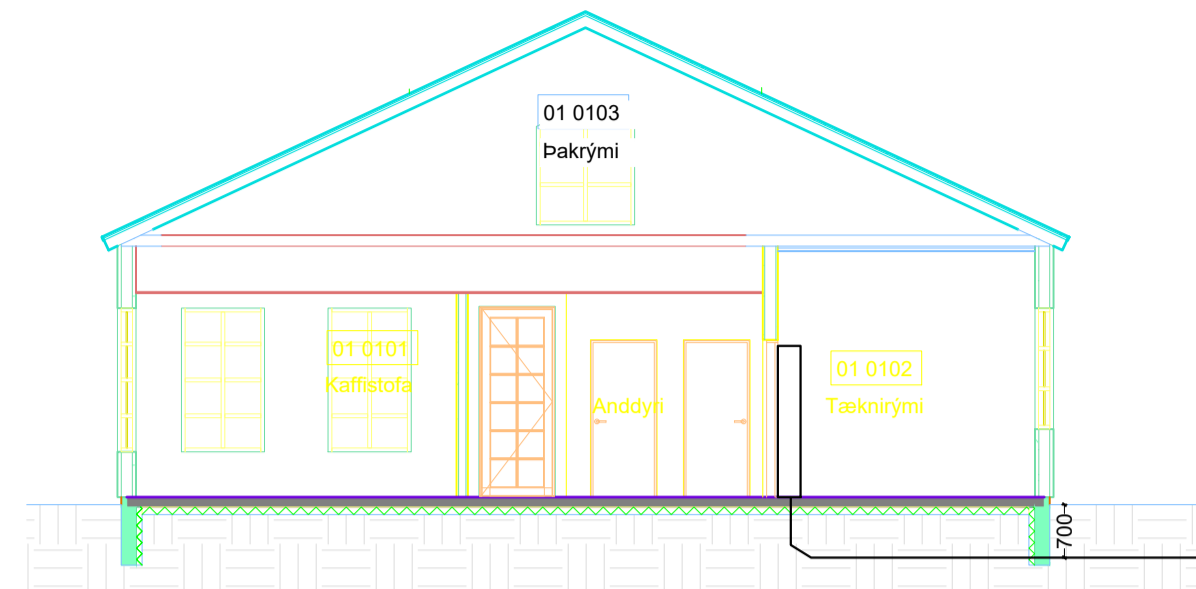 01 0103
Þakrými
01 0101
Kaffistofa
Anddyri
01 0102
Tæknirými
700